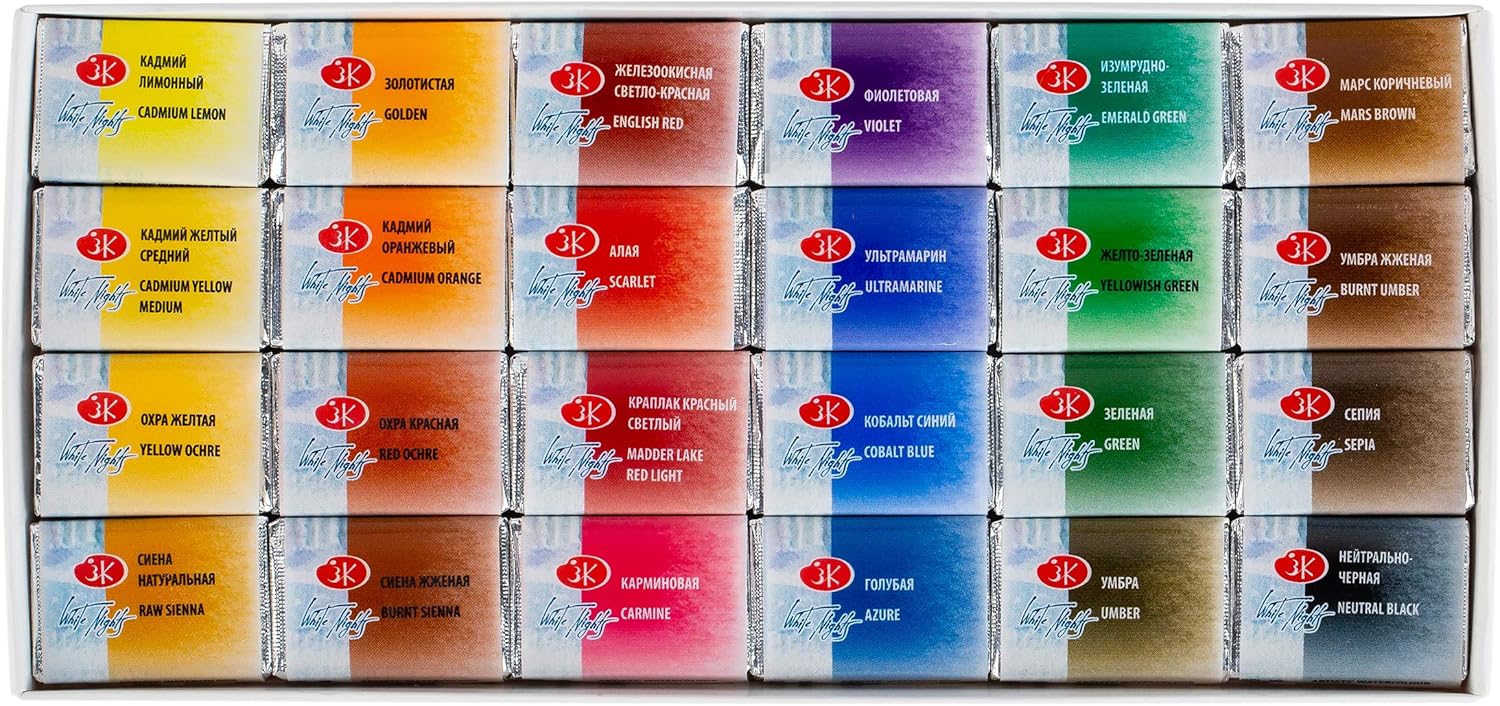 ЗК
КАДМИЙ
ЛИМОННЫЙ
CADMIUM LEMON
White Nights
ЗК
ЗОЛОТИСТАЯ
GOLDEN
White Nights
ЗК
ЖЕЛЕЗООКИСНАЯ
СВЕТЛО-КРАСНАЯ
ENGLISH RED
White Nights
ЗК
ФИОЛЕТОВАЯ
VIOLET
White Nights
ЗК
ИЗУМРУДНО-
ЗЕЛЕНАЯ
EMERALD GREEN
White Nights
ЗК
МАРС КОРИЧНЕВЫЙ
MARS BROWN
White Nights
ЗК
КАДМИЙ ЖЕЛТЫЙ
СРЕДНИЙ
CADMIUM YELLOW
MEDIUM
White Nights
ЗК
КАДМИЙ
ОРАНЖЕВЫЙ
CADMIUM ORANGE
White Nights
ЗК
АЛАЯ
SCARLET
White Nights
ЗК
УЛЬТРАМАРИН
ULTRAMARINE
White Nights
ЗК
ЖЕЛТО-ЗЕЛЕНАЯ
YELLOWISH GREEN
White Nights
ЗК
УМБРА ЖЖЕНАЯ
BURNT UMBER
White Nights
ЗК
ОХРА ЖЕЛТАЯ
YELLOW OCHRE
White Nights
ЗК
ОХРА КРАСНАЯ
RED OCHRE
White Nights
ЗК
КРАПЛАК КРАСНЫЙ
СВЕТЛЫЙ
MADDER LAKE
RED LIGHT
White Nights
ЗК
КОБАЛЬТ СИНИЙ
COBALT BLUE
White Nights
ЗК
ЗЕЛЕНАЯ
GREEN
White Nights
ЗК
СЕПИЯ
SEPIA
White Nights
ЗК
СИЕНА
НАТУРАЛЬНАЯ
RAW SIENNA
White Nights
ЗК
СИЕНА ЖЖЕНАЯ
BURNT SIENNA
White Nights
ЗК
КАРМИНОВАЯ
CARMINE
White Nights
ЗК
ГОЛУБАЯ
AZURE
White Nights
ЗК
УМБРА
UMBER
White Nights
ЗК
НЕЙТРАЛЬНО-
ЧЕРНАЯ
NEUTRAL BLACK
White Nights